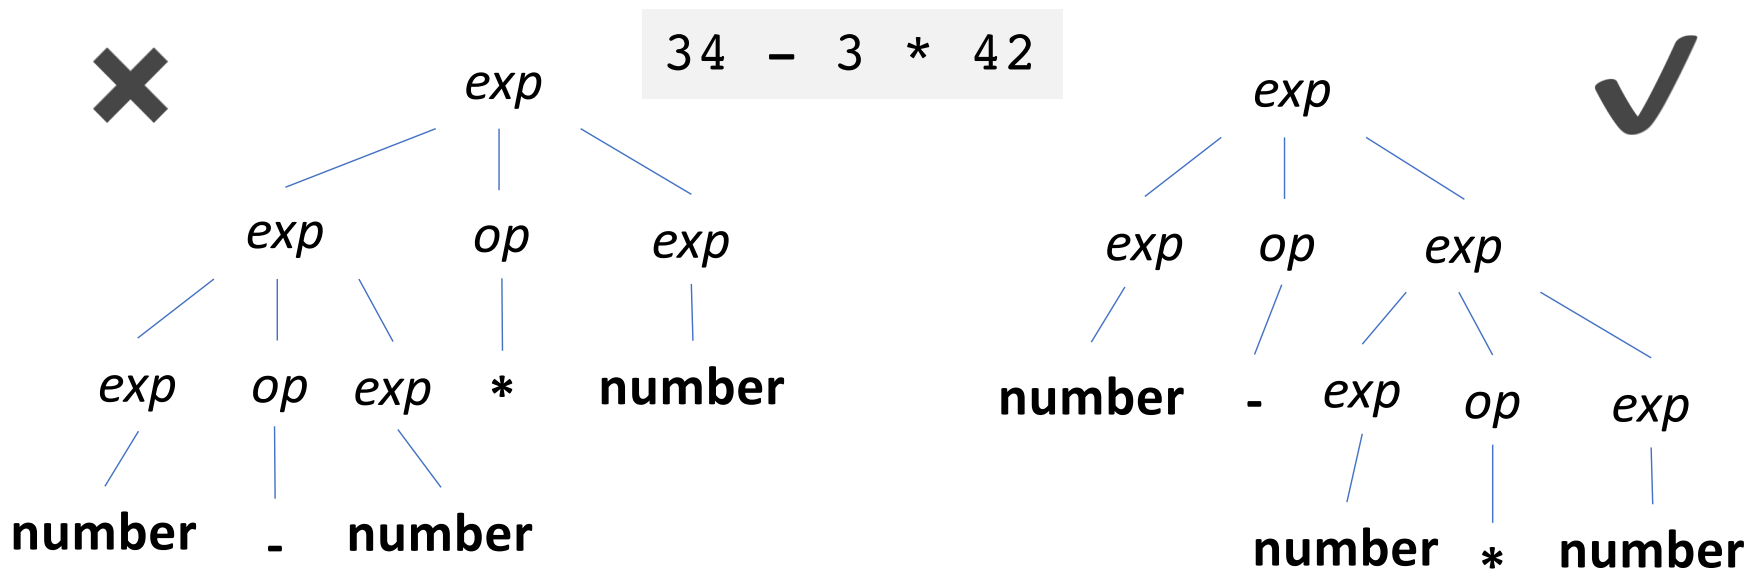 34 - 3 * 42
exp
exp op exp
exp op exp * number
number - number
exp
exp op exp
number - exp op exp
number * number